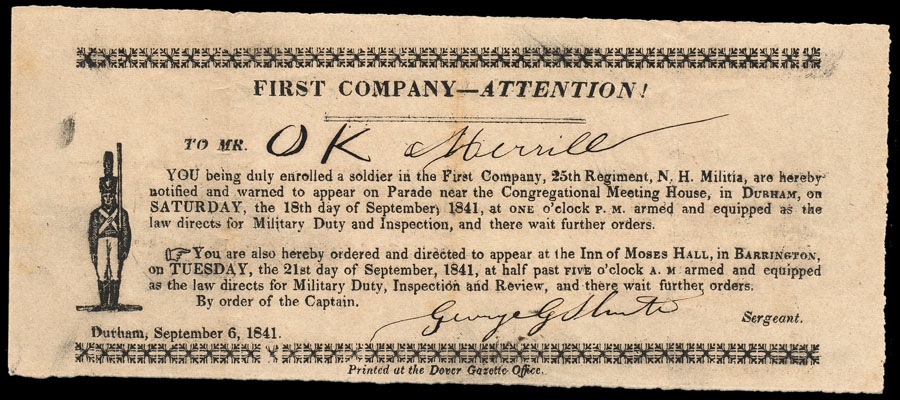 FIRST COMPANY—ATTENTION!
TO MR. O K Merrill
YOU being duly enrolled a soldier in the First Company, 25th Regiment, N. H. Militia, are hereby
notified and warned to appear on Parade near the Congregational Meeting House, in DURHAM, on
SATURDAY, the 18th day of September, 1841, at ONE o'clock P. M. armed and equipped as the
law directs for Military Duty and Inspection, and there wait further orders.
☞You are also hereby ordered and directed to appear at the Inn of MOSES HALL, in BARRINGTON,
on TUESDAY, the 21st day of September, 1841, at half past FIVE o'clock A. M armed and equipped
as the law directs for Military Duty, Inspection and Review, and there wait further orders.
By order of the Captain.
George G Shute Sergeant.
Durham, September 6, 1841.
Printed at the Dover Gazette Office.